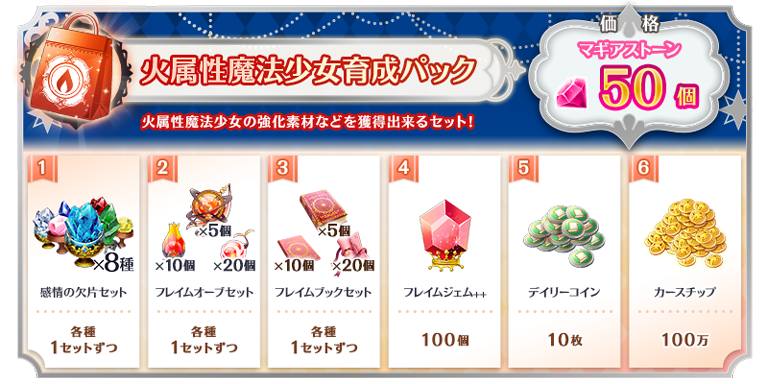 価格
火属性魔法少女育成パック
マギアストーン
50個
火属性魔法少女の強化素材などを獲得出来るセット!
1
×8種
感情の欠片セット
各種
1セットずつ
2
×5個
×10個 ×20個
フレイムオーブセット
各種
1セットずつ
3
×5個
×10個 ×20個
フレイムブックセット
各種
1セットずつ
4
フレイムジェム++
100個
5
デイリーコイン
10枚
6
カースチップ
100万